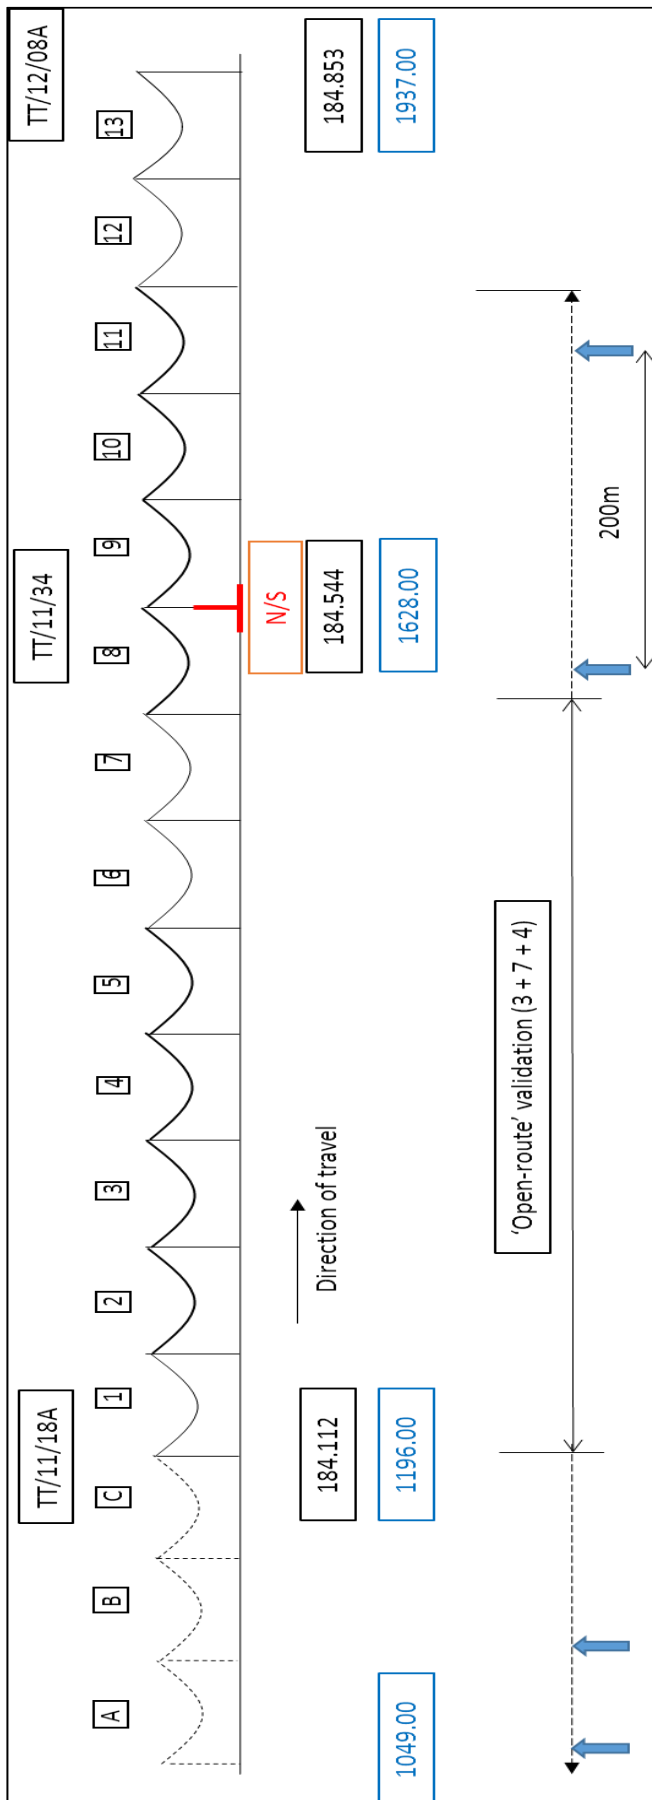 TT/11/18A
TT/11/34
TT/12/08A
A
B
C
1
2
3
4
5
6
7
8
9
10
11
12
13
N/S
Direction of travel
184.112
184.544
184.853
1049.00
1196.00
1628.00
1937.00
'Open-route' validation (3 + 7 + 4)
200m